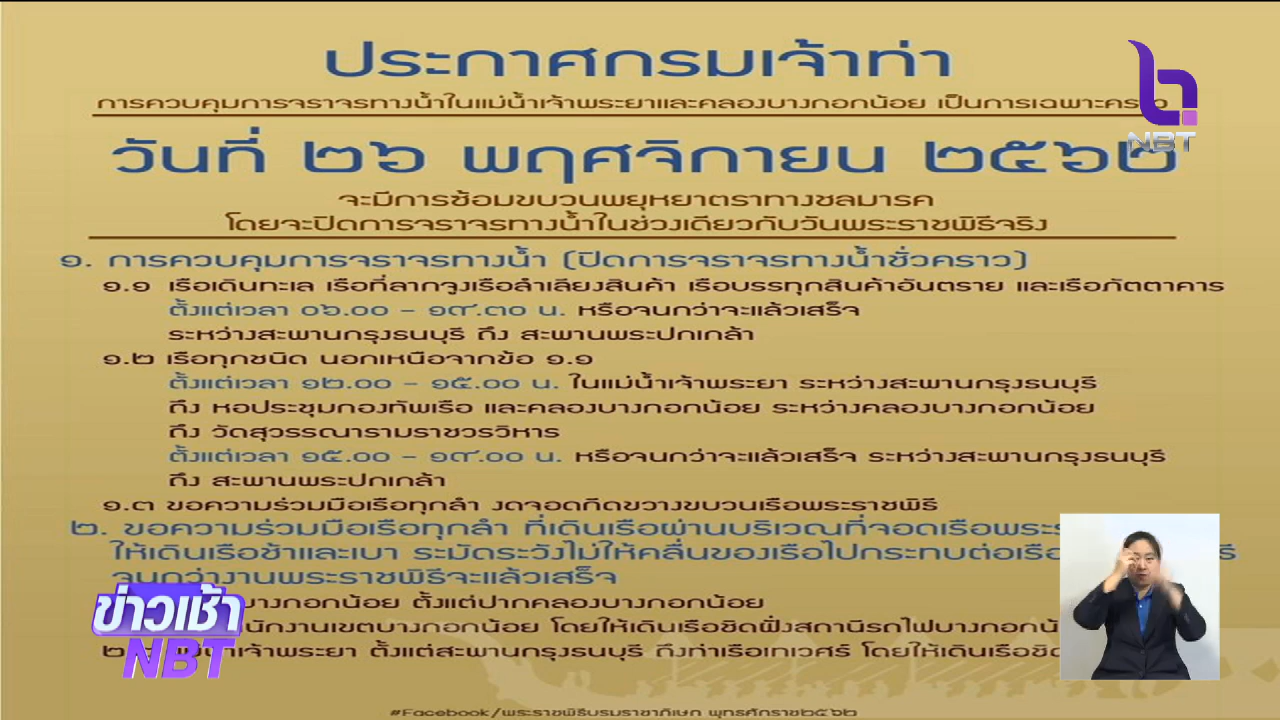 ประกาศกรมเจ้าท่า
การควบคุมการจราจรทางน้ำในแม่น้ำเจ้าพระยาและคลองบางกอกน้อย เป็นการเฉพาะคราว
NBT
วันที่ ๒๖ พฤศจิกายน ๒๕๖๒
จะมีการซ้อมขบวนพยุหยาตราทางชลมารค
โดยจะปิดการจราจรทางน้ำในช่วงเดียวกับวันพระราชพิธีจริง
๑. การควบคุมการจราจรทางน้ำ (ปิดการจราจรทางน้ำชั่วคราว)
๑.๑ เรือเดินทะเล เรือที่ลากจูงเรือลำเลียงสินค้า เรือบรรทุกสินค้าอันตราย และเรือภัตตาคาร
ตั้งแต่เวลา ๐๖.๐๐ - ๑๙.๓๐ น. หรือจนกว่าจะแล้วเสร็จ
ระหว่างสะพานกรุงธนบุรี ถึง สะพานพระปกเกล้า
๑.๒ เรือทุกชนิด นอกเหนือจากข้อ ๑.๑
ตั้งแต่เวลา ๑๒.๐๐ - ๑๕.๐๐ น. ในแม่น้ำเจ้าพระยา ระหว่างสะพานกรุงธนบุรี
ถึง หอประชุมกองทัพเรือ และคลองบางกอกน้อย ระหว่างคลองบางกอกน้อย
ถึง วัดสุวรรณารามราชวรวิหาร
ตั้งแต่เวลา ๑๕.๐๐ - ๑๙.๐๐ น. หรือจนกว่าจะแล้วเสร็จ ระหว่างสะพานกรุงธนบุรี
ถึง สะพานพระปกเกล้า
๑.๓ ขอความร่วมมือเรือทุกลำ งดจอดกีดขวางขบวนเรือพระราชพิธี
๒. ขอความร่วมมือเรือทุกลำ ที่เดินเรือผ่านบริเวณที่จอดเรือพระ
ให้เดินเรือช้าและเบา ระมัดระวังไม่ให้คลื่นของเรือไปกระทบต่อเรือ
จนกว่างานพระราชพิธีจะแล้วเสร็จ
บางกอกน้อย ตั้งแต่ปากคลองบางกอกน้อย
นักงานเขตบางกอกน้อย โดยให้เดินเรือชิดฝั่งสถานีรถไฟบางกอกน้
เจ้าพระยา ตั้งแต่สะพานกรุงธนบุรี ถึงท่าเรือเทเวศร์ โดยให้เดินเรือชิด
ข่าวเช้า
NBT
#Facebook/พระราชพิธีบรมราชาภิเษก พุทธศักราช๒๕๖๒